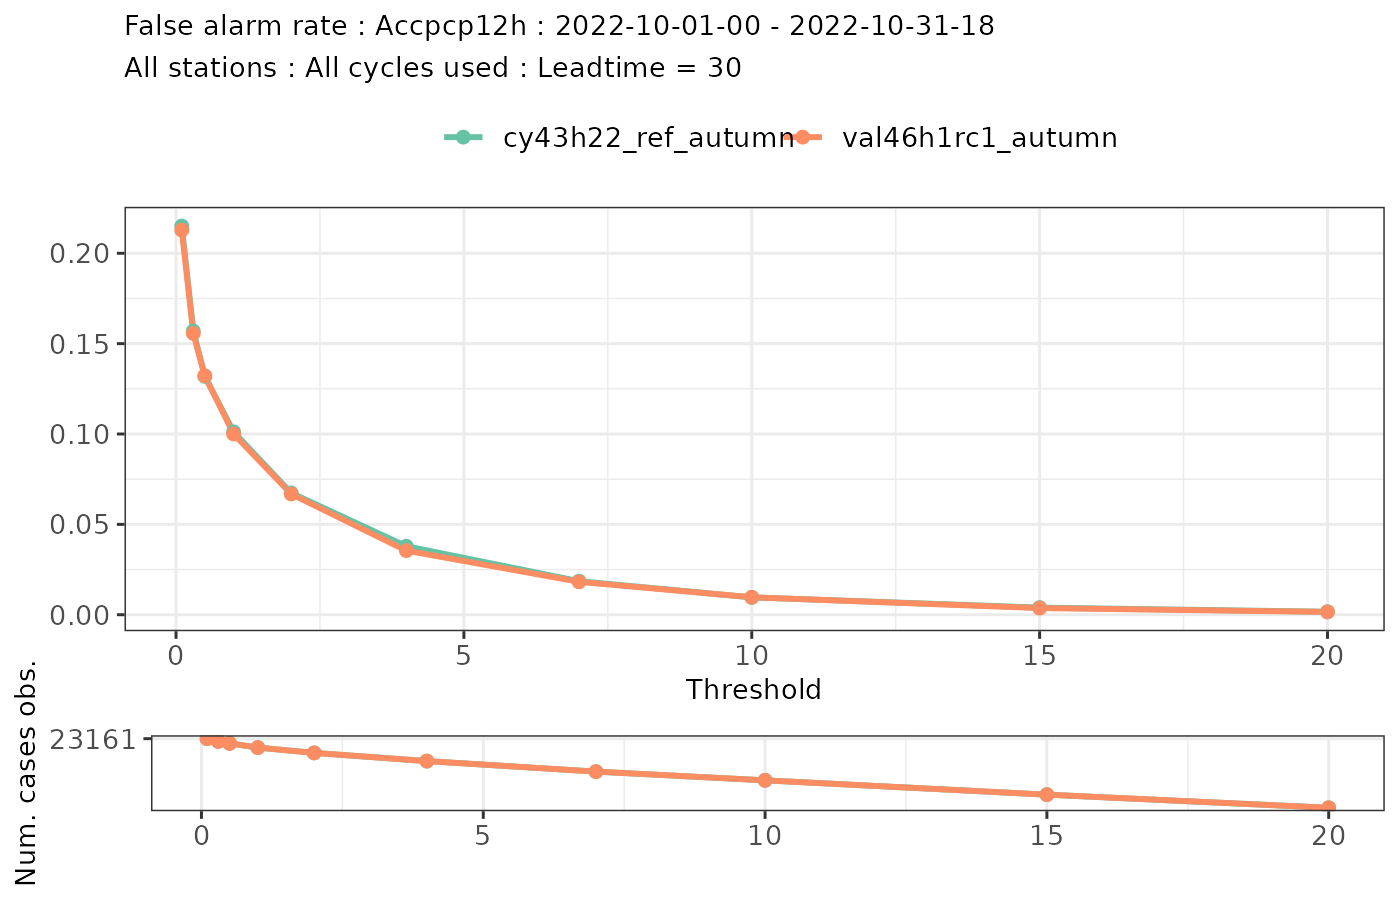 False alarm rate : Accpcp12h : 2022-10-01-00 - 2022-10-31-18
All stations : All cycles used : Leadtime = 30
cy43h22_ref_autumn val46h1rc1_autumn
0.20
0.15
0.10
0.05
0.00
0 5 10 15 20
Threshold
Num. cases obs.
23161
0 5 10 15 20